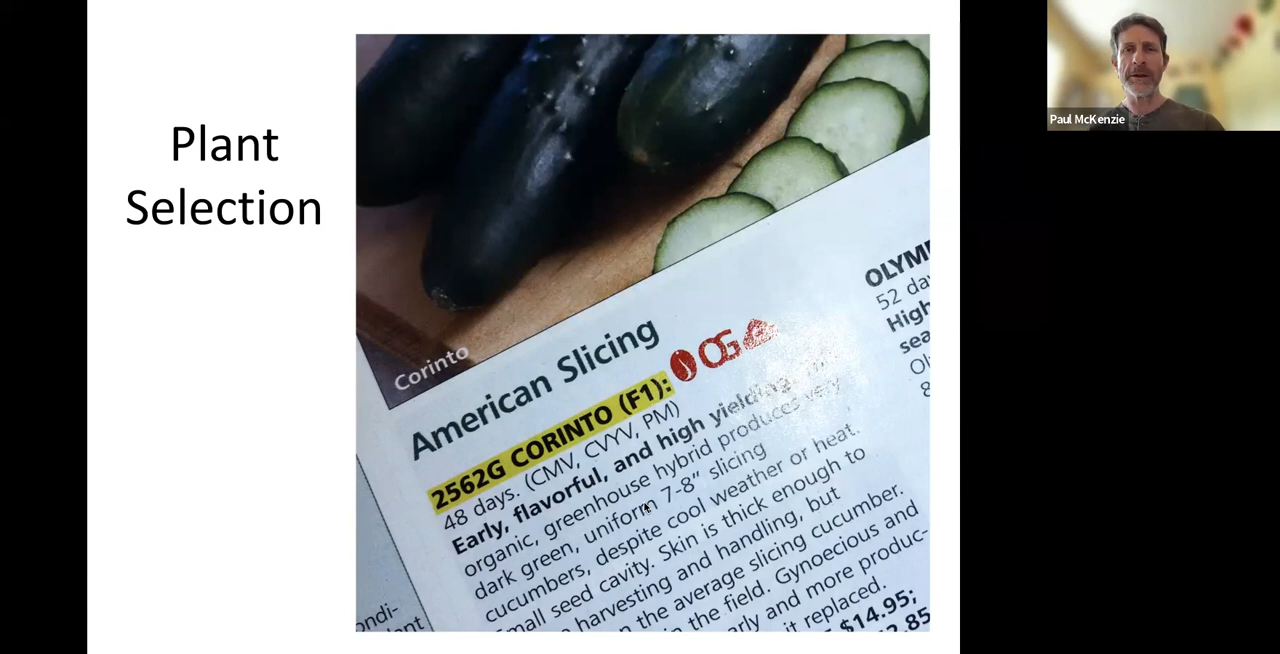 Plant
Selection
Paul McKenzie
Corinto
American Slicing
2562G CORINTO (F1): OG
48 days. (CMV, CVYV, PM)
Early, flavorful, and high yielding
organic, greenhouse hybrid produces very
dark green, uniform 7-8" slicing
cucumbers, despite cool weather or heat.
Small seed cavity. Skin is thick enough to
harvesting and handling, but
the average slicing cucumber.
in the field. Gynoecious and
early and more produc-
it replaced.
$14.95;
52
High